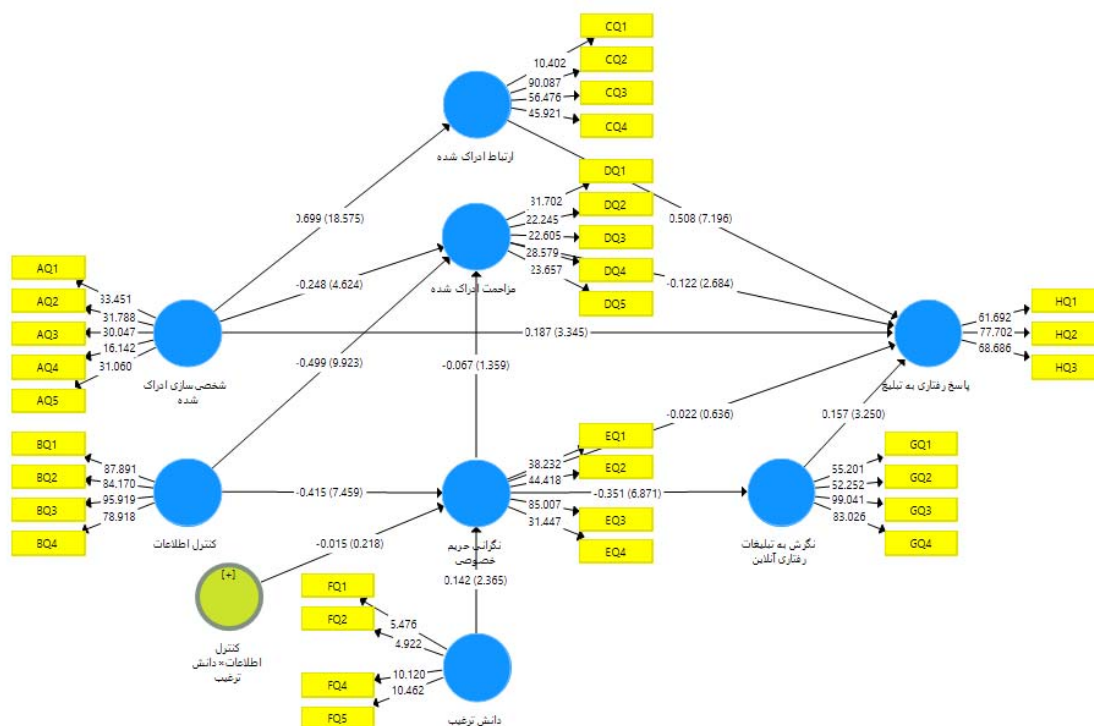 CQ1
10.402
CQ2
90.087
CQ3
56.476
CQ4
45.921
ارتباط ادراک شده
DQ1
31.702
DQ2
22.245
DQ3
22.605
DQ4
28.579
DQ5
23.657
مزاحمت ادراک شده
0.699 (18.575)
0.508 (7.196)
-0.248 (4.624)
-0.122 (2.684)
AQ1
33.451
AQ2
31.788
AQ3
30.047
AQ4
16.142
AQ5
31.060
شخصی‌سازی ادراک
شده
0.187 (3.345)
HQ1
61.692
HQ2
77.702
HQ3
68.686
پاسخ رفتاری به تبلیغ
-0.499 (9.923)
-0.067 (1.359)
-0.022 (0.636)
0.157 (3.250)
BQ1
87.891
BQ2
84.170
BQ3
95.919
BQ4
78.918
کنترل اطلاعات
-0.415 (7.459)
EQ1
38.232
EQ2
44.418
EQ3
85.007
EQ4
31.447
نگرانی حریم
خصوصی
-0.351 (6.871)
GQ1
55.201
GQ2
52.252
GQ3
99.041
GQ4
83.026
نگرش به تبلیغات
رفتاری آنلاین
-0.015 (0.218)
[+]
کنترل
اطلاعات× دانش
ترغیب
0.142 (2.365)
FQ1
5.476
FQ2
4.922
FQ4
10.120
FQ5
10.462
دانش ترغیب